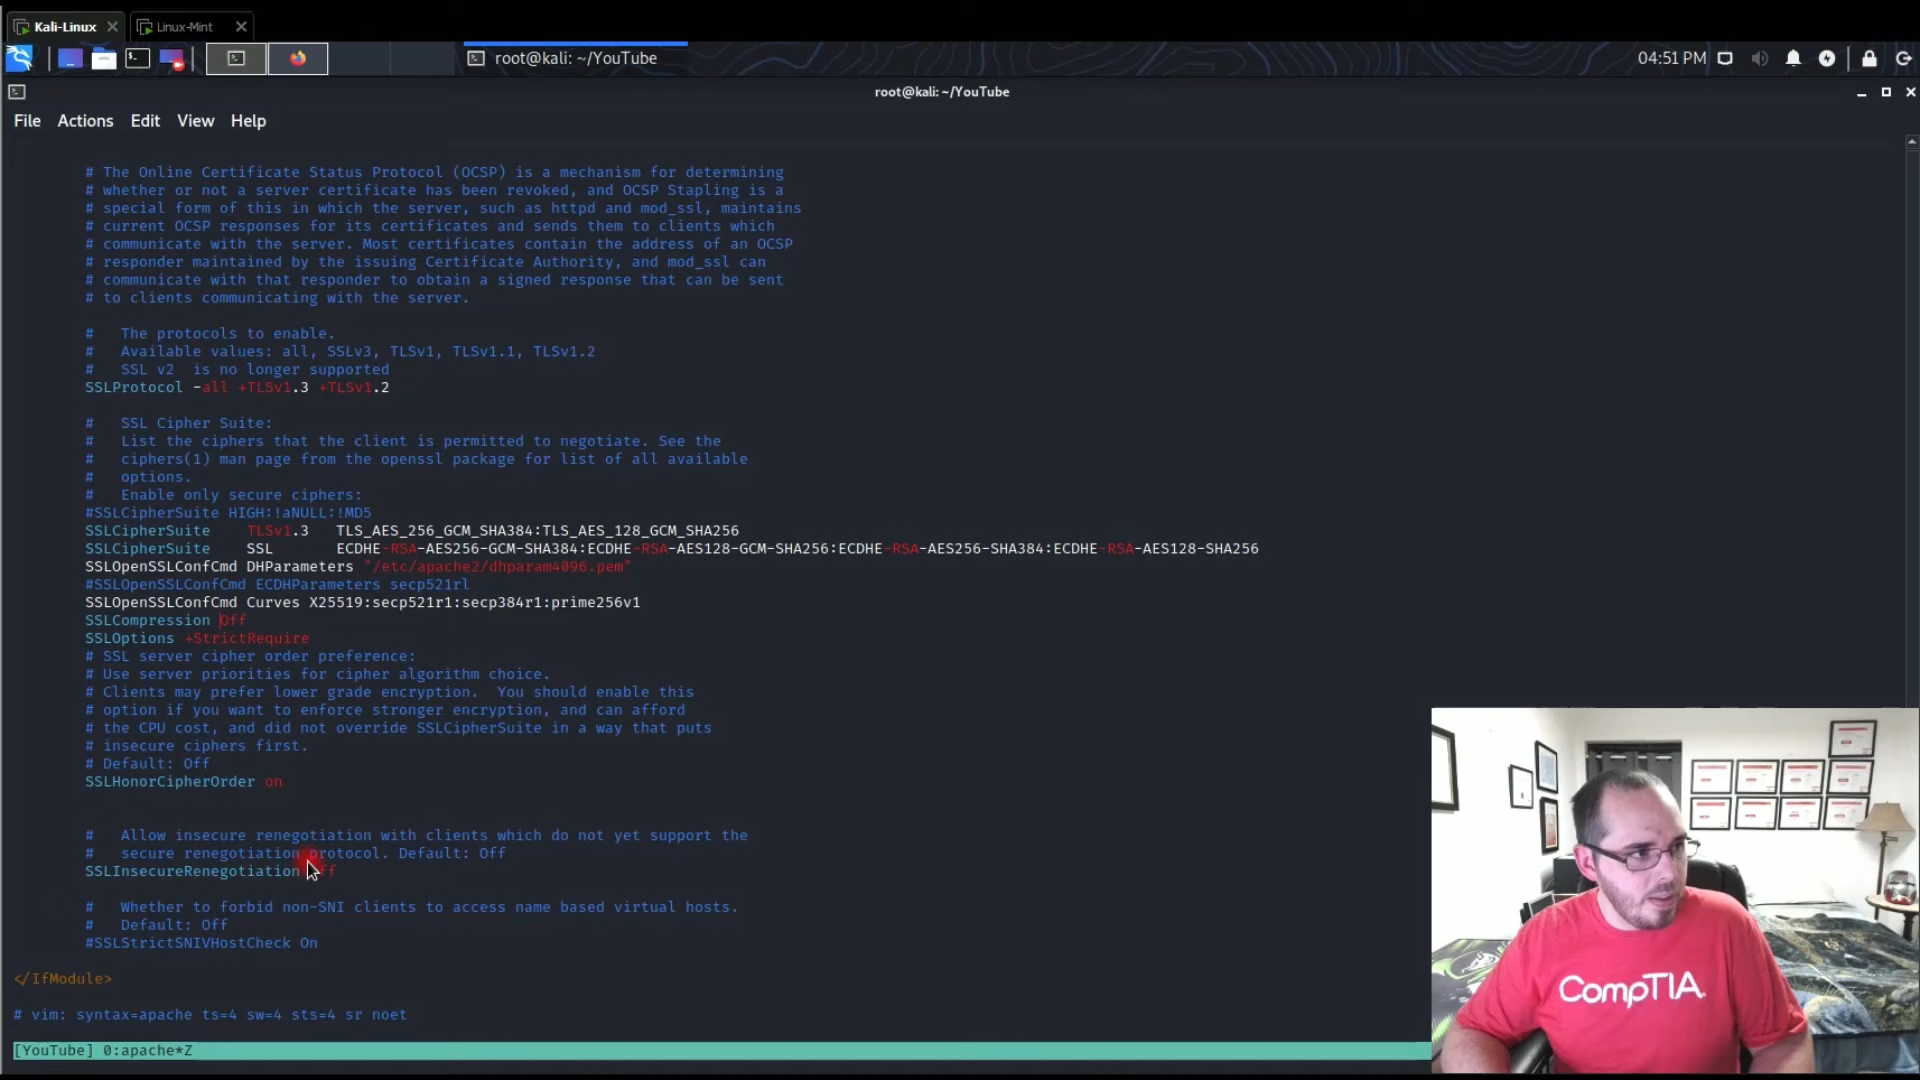 Kali-Linux
Linux-Mint
root@kali: ~/YouTube
04:51 PM
root@kali: ~/YouTube
File Actions Edit View Help
# The Online Certificate Status Protocol (OCSP) is a mechanism for determining
# whether or not a server certificate has been revoked, and OCSP Stapling is a
# special form of this in which the server, such as httpd and mod_ssl, maintains
# current OCSP responses for its certificates and sends them to clients which
# communicate with the server. Most certificates contain the address of an OCSP
# responder maintained by the issuing Certificate Authority, and mod_ssl can
# communicate with that responder to obtain a signed response that can be sent
# to clients communicating with the server.
#   The protocols to enable.
#   Available values: all, SSLv3, TLSv1, TLSv1.1, TLSv1.2
#   SSL v2  is no longer supported
SSLProtocol -all +TLSv1.3 +TLSv1.2
#   SSL Cipher Suite:
#   List the ciphers that the client is permitted to negotiate. See the
#   ciphers(1) man page from the openssl package for list of all available
#   options.
#   Enable only secure ciphers:
#SSLCipherSuite HIGH:!aNULL:!MD5
SSLCipherSuite    TLSv1.3   TLS_AES_256_GCM_SHA384:TLS_AES_128_GCM_SHA256
SSLCipherSuite    SSL       ECDHE-RSA-AES256-GCM-SHA384:ECDHE-RSA-AES128-GCM-SHA256:ECDHE-RSA-AES256-SHA384:ECDHE-RSA-AES128-SHA256
SSLOpenSSLConfCmd DHParameters "/etc/apache2/dhparam4096.pem"
#SSLOpenSSLConfCmd ECDHParameters secp521rl
SSLOpenSSLConfCmd Curves X25519:secp521r1:secp384r1:prime256v1
SSLCompression Off
SSLOptions +StrictRequire
# SSL server cipher order preference:
# Use server priorities for cipher algorithm choice.
# Clients may prefer lower grade encryption.  You should enable this
# option if you want to enforce stronger encryption, and can afford
# the CPU cost, and did not override SSLCipherSuite in a way that puts
# insecure ciphers first.
# Default: Off
SSLHonorCipherOrder on
#   Allow insecure renegotiation with clients which do not yet support the
#   secure renegotiation protocol. Default: Off
SSLInsecureRenegotiation
#   Whether to forbid non-SNI clients to access name based virtual hosts.
#   Default: Off
#SSLStrictSNIVHostCheck On
</IfModule>
# vim: syntax=apache ts=4 sw=4 sts=4 sr noet
[YouTube] 0:apache*Z
CompTIA.